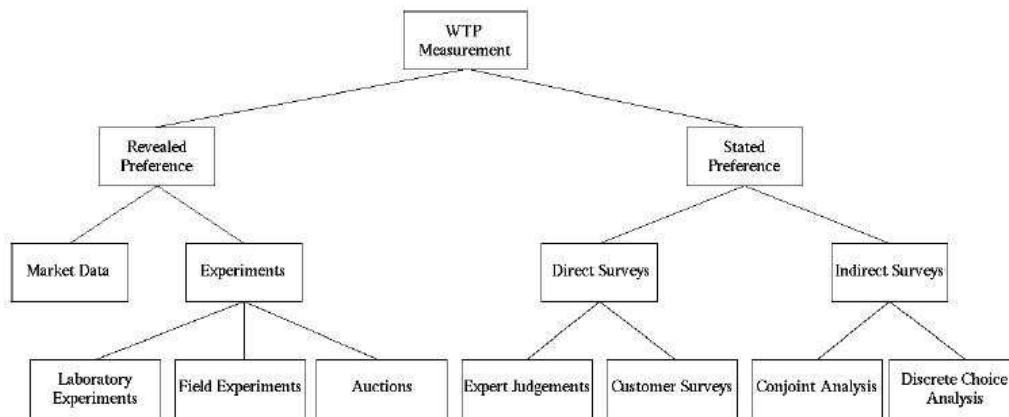 WTP
Measurement
Revealed
Preference
Stated
Preference
Market Data
Experiments
Direct Surveys
Indirect Surveys
Laboratory
Experiments
Field Experiments
Auctions
Expert Judgements
Customer Surveys
Conjoint Analysis
Discrete Choice
Analysis